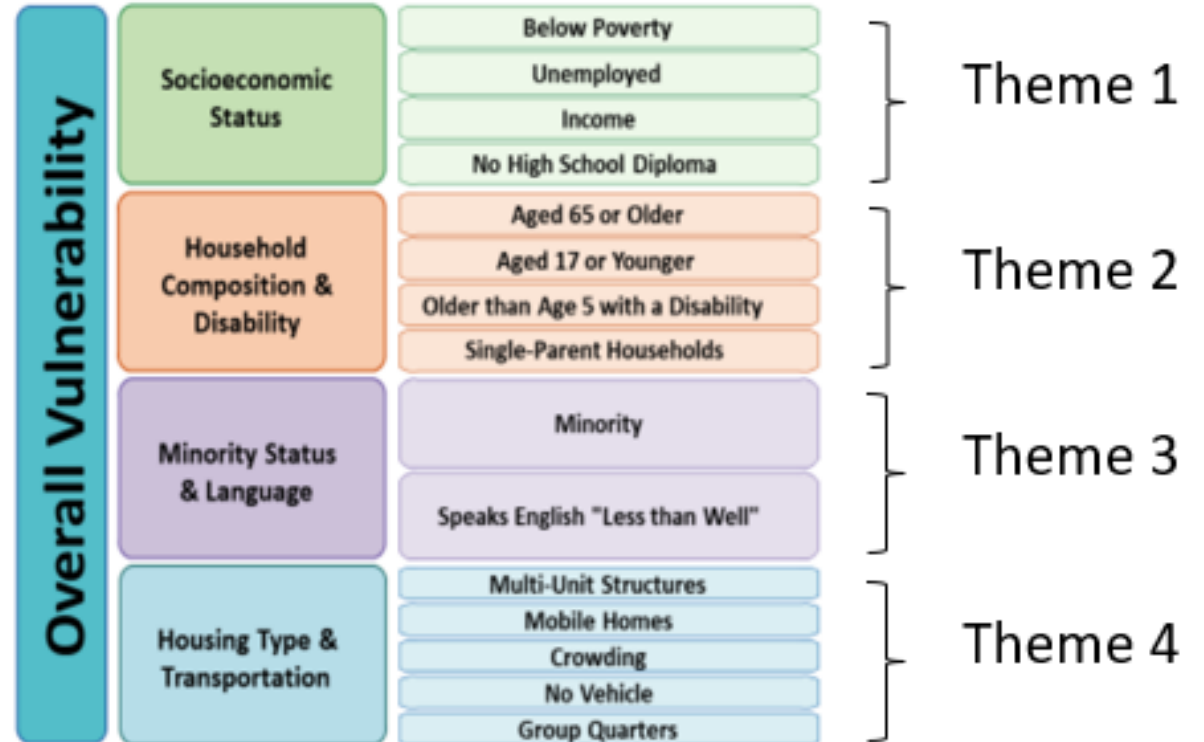 Overall Vulnerability
Socioeconomic
Status
Below Poverty
Unemployed
Income
No High School Diploma
Theme 1
Household
Composition &
Disability
Aged 65 or Older
Aged 17 or Younger
Older than Age 5 with a Disability
Single-Parent Households
Theme 2
Minority Status
& Language
Minority
Speaks English "Less than Well"
Theme 3
Housing Type &
Transportation
Multi-Unit Structures
Mobile Homes
Crowding
No Vehicle
Group Quarters
Theme 4